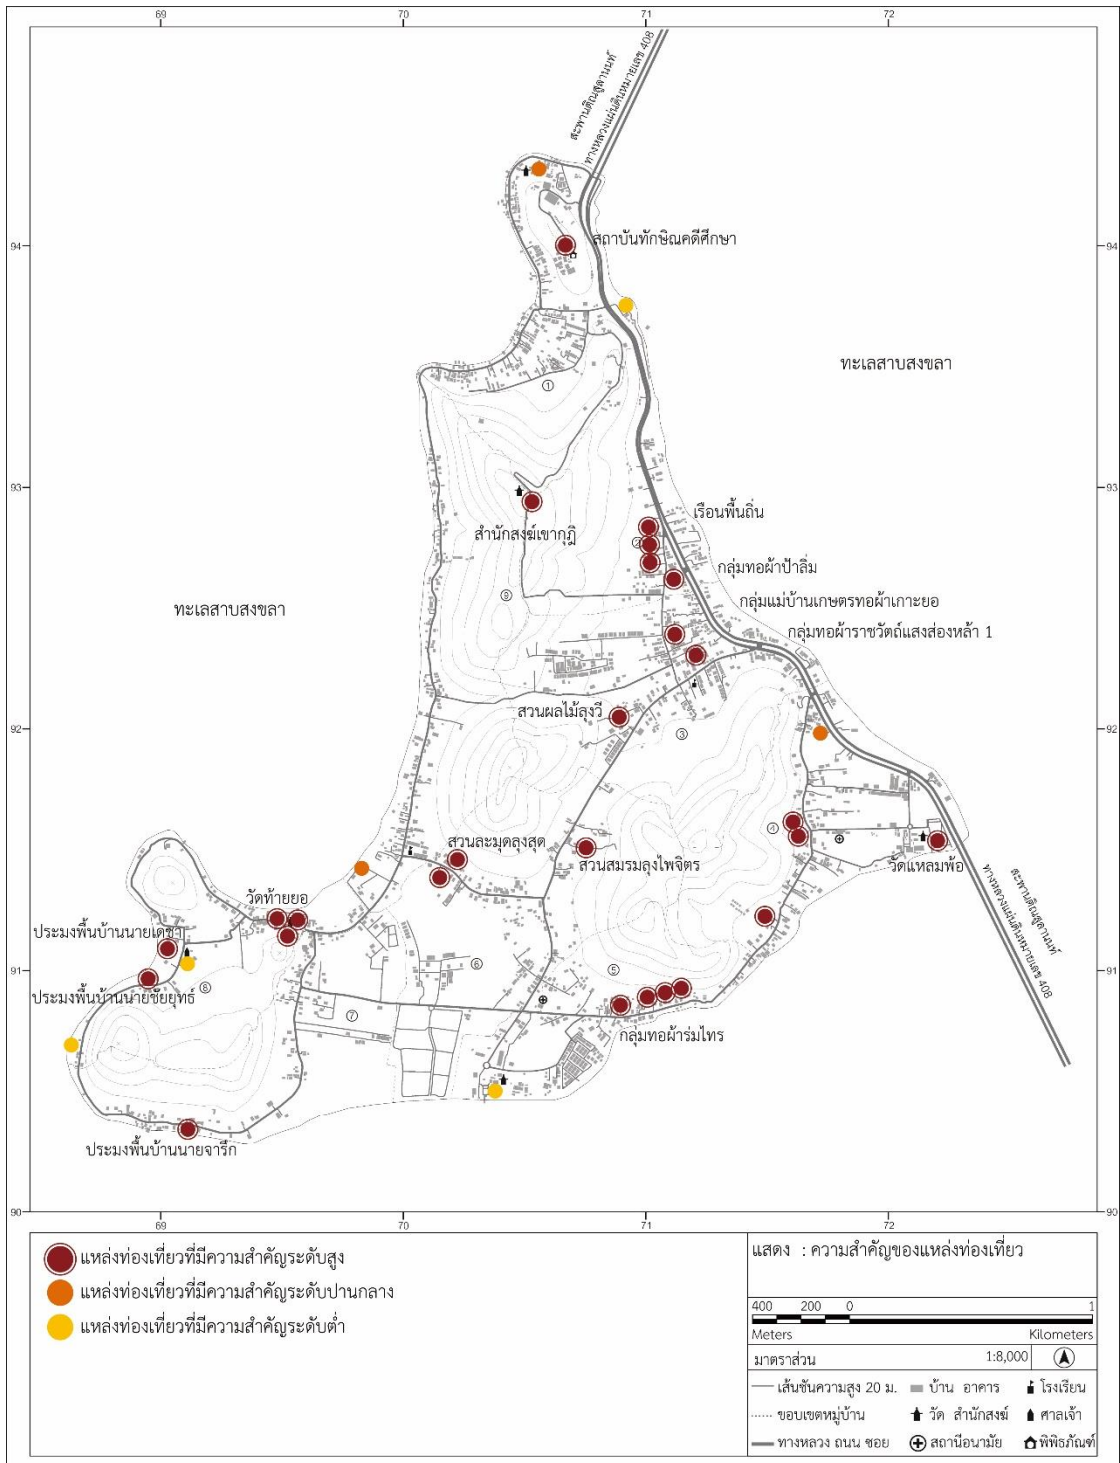 69 70 71 72
สะพานติณสูลานนท์
ทางหลวงแผ่นดินหมายเลข 408
94 94
สถาบันทักษิณคดีศึกษา
ทะเลสาบสงขลา
1
93 93
สำนักสงฆ์เขากุฎิ
เรือนพื้นถิ่น
2
กลุ่มทอผ้าป้าลิ่ม
9
กลุ่มแม่บ้านเกษตรทอผ้าเกาะยอ
ทะเลสาบสงขลา
กลุ่มทอผ้าราชวัตถ์แสงส่องหล้า 1
สวนผลไม้ลุงวี
92 92
3
4
สวนละมุดลุงสุด
สวนสมรมลุงไพจิตร
วัดแหลมพ้อ
สะพานติณสูลานนท์
ทางหลวงแผ่นดินหมายเลข 408
วัดท้ายยอ
ประมงพื้นบ้านนายเดชา
91 91
6
5
ประมงพื้นบ้านนายชัยยุทธ์
8
7
กลุ่มทอผ้าร่มไทร
ประมงพื้นบ้านนายจารึก
90 90
69 70 71 72
แหล่งท่องเที่ยวที่มีความสำคัญระดับสูง
แหล่งท่องเที่ยวที่มีความสำคัญระดับปานกลาง
แหล่งท่องเที่ยวที่มีความสำคัญระดับต่ำ
แสดง : ความสำคัญของแหล่งท่องเที่ยว
400 200 0 1
Meters Kilometers
มาตราส่วน 1:8,000
เส้นชันความสูง 20 ม. บ้าน อาคาร โรงเรียน
ขอบเขตหมู่บ้าน วัด สำนักสงฆ์ ศาลเจ้า
ทางหลวง ถนน ซอย สถานีอนามัย พิพิธภัณฑ์